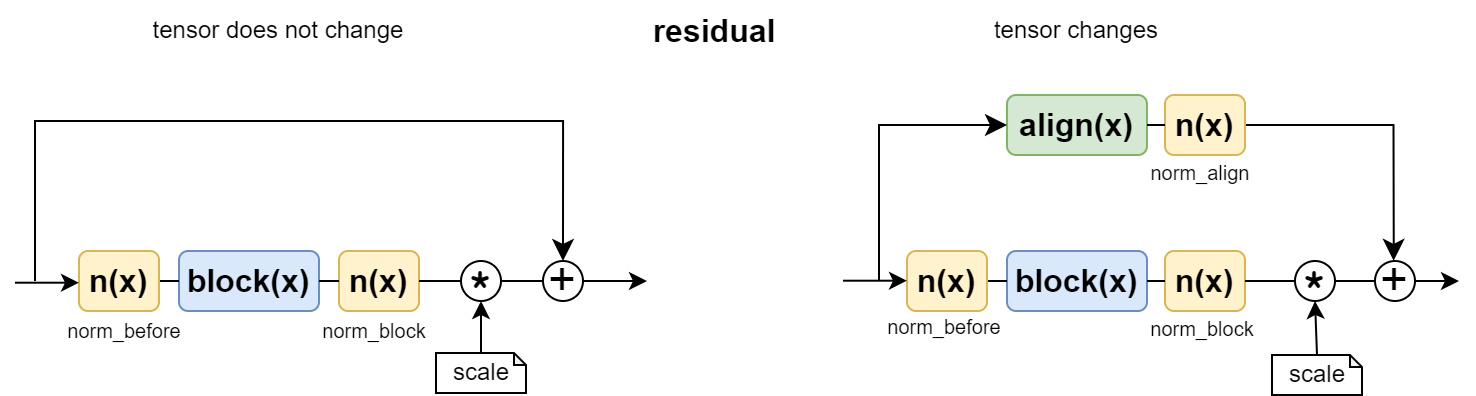 tensor does not change
residual
tensor changes
align(x)
n(x)
norm_align
n(x)
block(x)
n(x)
*
+
norm_before
norm_block
scale
n(x)
block(x)
n(x)
*
+
norm_before
norm_block
scale